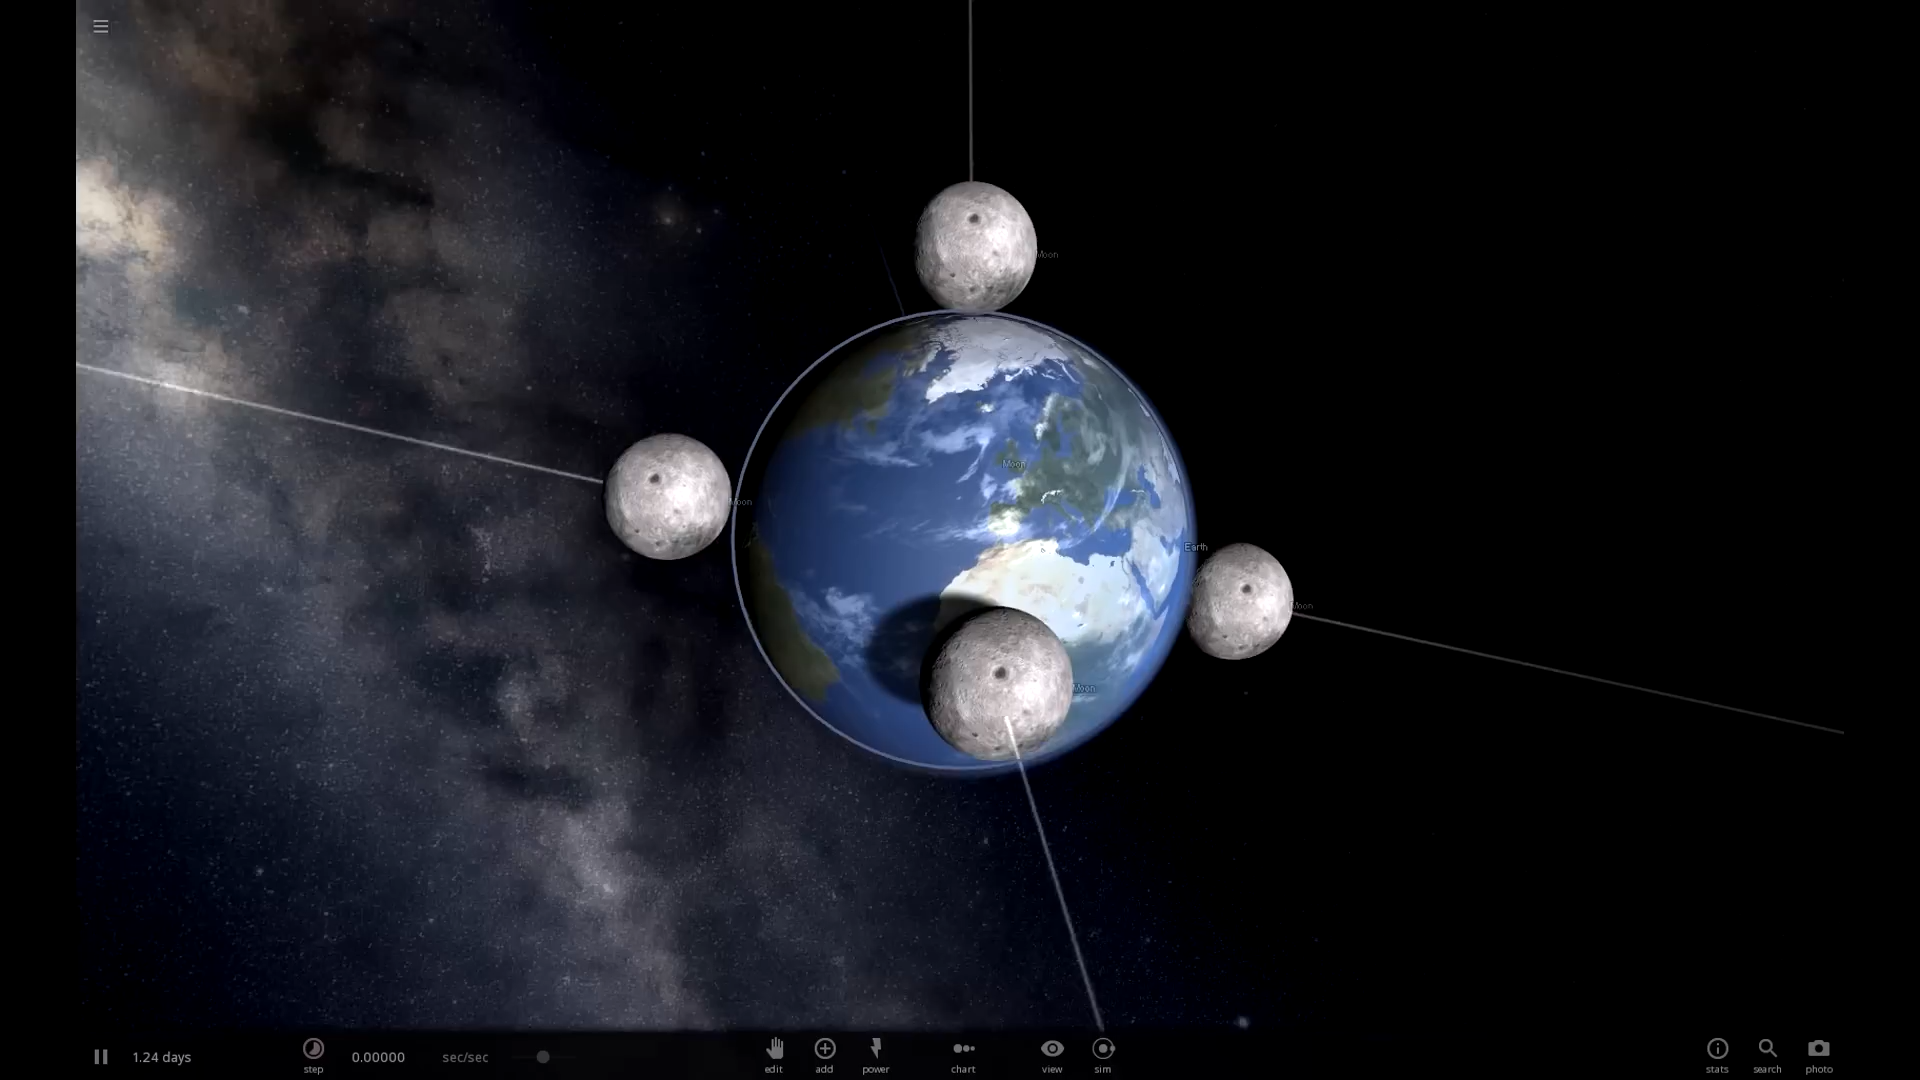 Moon
Moon
Moon
Earth
Moon
Moon
1.24 days
step
0.00000
sec/sec
edit
add
power
chart
view
sim
stats
search
photo